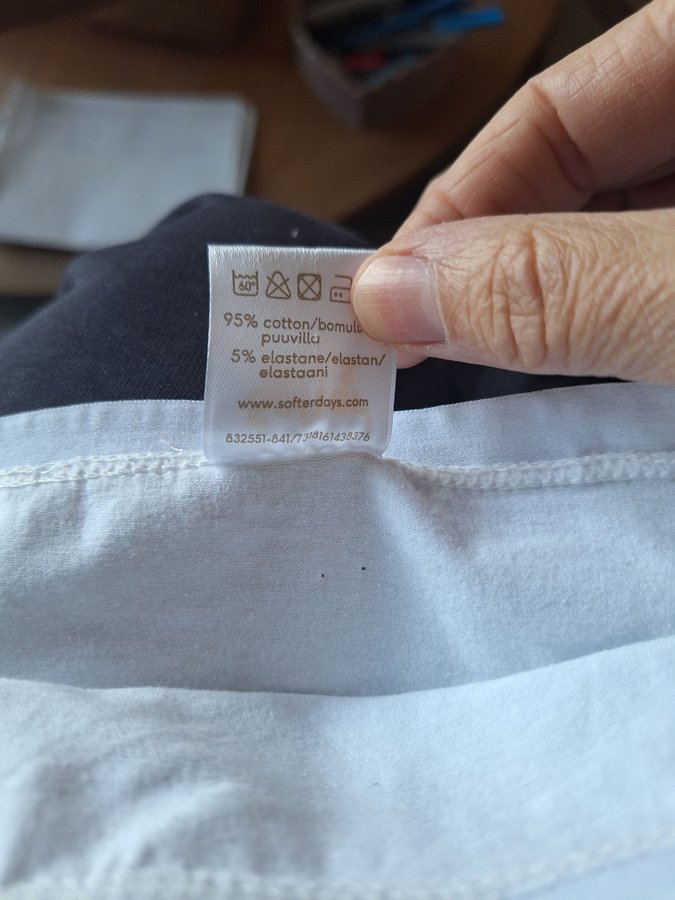 60°
95% cotton/bomull
puuvilla
5% elastane/elastan/
elastaani
www.softerdays.com
832551-841/7318161438376